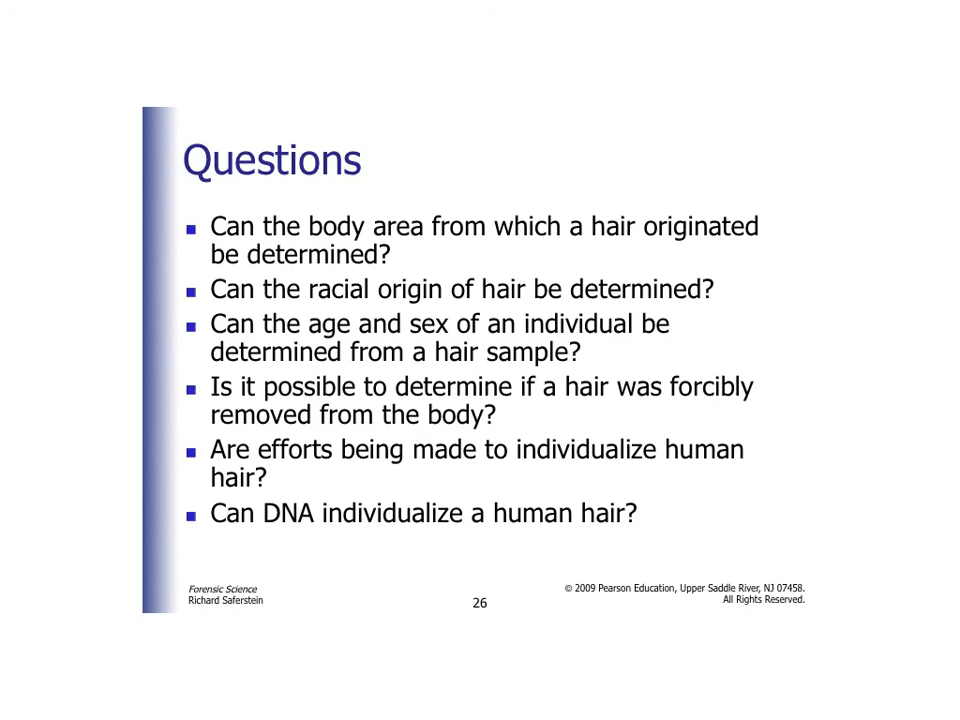 Questions
Can the body area from which a hair originated
be determined?
Can the racial origin of hair be determined?
Can the age and sex of an individual be
determined from a hair sample?
Is it possible to determine if a hair was forcibly
removed from the body?
Are efforts being made to individualize human
hair?
Can DNA individualize a human hair?
Forensic Science
Richard Saferstein
26
© 2009 Pearson Education, Upper Saddle River, NJ 07458.
All Rights Reserved.